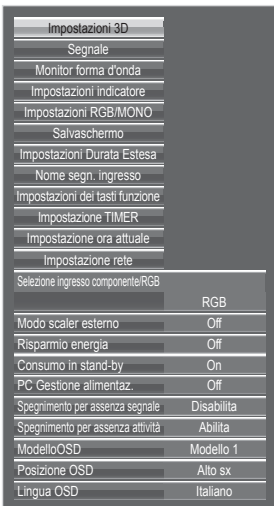 Impostazioni 3D
Segnale
Monitor forma d'onda
Impostazioni indicatore
Impostazioni RGB/MONO
Salvaschermo
Impostazioni Durata Estesa
Nome segn. ingresso
Impostazioni dei tasti funzione
Impostazione TIMER
Impostazione ora attuale
Impostazione rete
Selezione ingresso componente/RGB
RGB
Modo scaler esterno Off
Risparmio energia Off
Consumo in stand-by On
PC Gestione alimentaz. Off
Spegnimento per assenza segnale Disabilita
Spegnimento per assenza attività Abilita
ModelloOSD Modello 1
Posizione OSD Alto sx
Lingua OSD Italiano